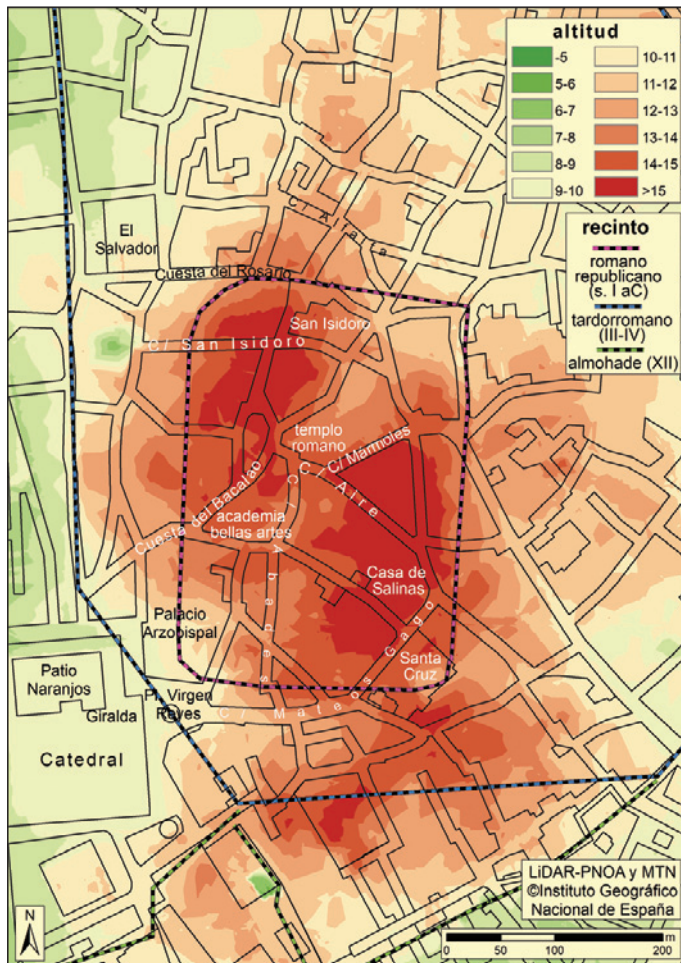 altitud
-5
5-6
6-7
7-8
8-9
9-10
10-11
11-12
12-13
13-14
14-15
>15
recinto
romano
republicano
(s. I aC)
tardorromano
(III-IV)
almohade (XII)
El
Salvador
C/ Alfalfa
Cuesta del Rosario
San Isidoro
C/ San Isidoro
templo
romano
C/ Mármoles
C/ Aire
Cuesta del Bacalao
academia
bellas artes
C/ Abades
Casa de
Salinas
Palacio
Arzobispal
Santa
Cruz
C/ Mateos Gago
Patio
Naranjos
Giralda
Pl. Virgen
Reyes
Catedral
LiDAR-PNOA y MTN
©Instituto Geográfico
Nacional de España
N
0 50 100 200
m